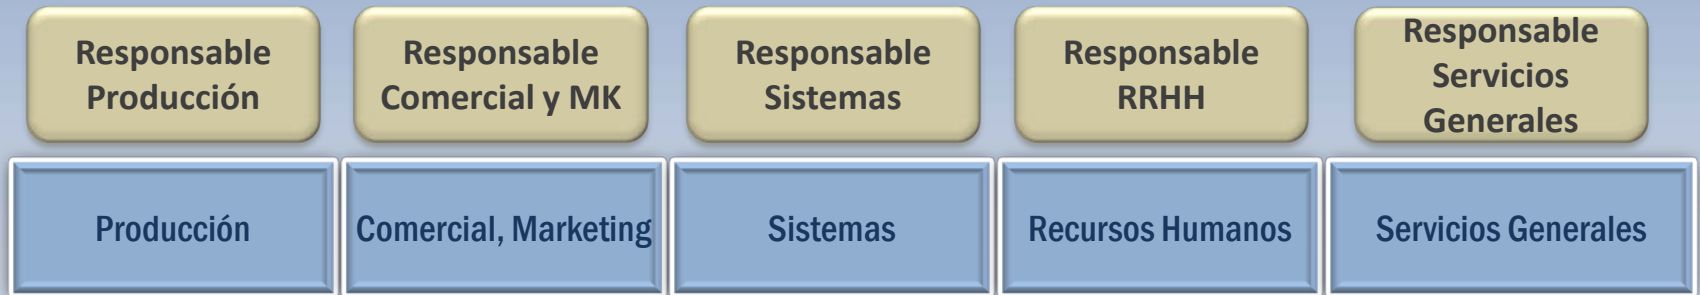 Responsable
Producción
Responsable
Comercial y MK
Responsable
Sistemas
Responsable
RRHH
Responsable
Servicios
Generales
Producción
Comercial, Marketing
Sistemas
Recursos Humanos
Servicios Generales